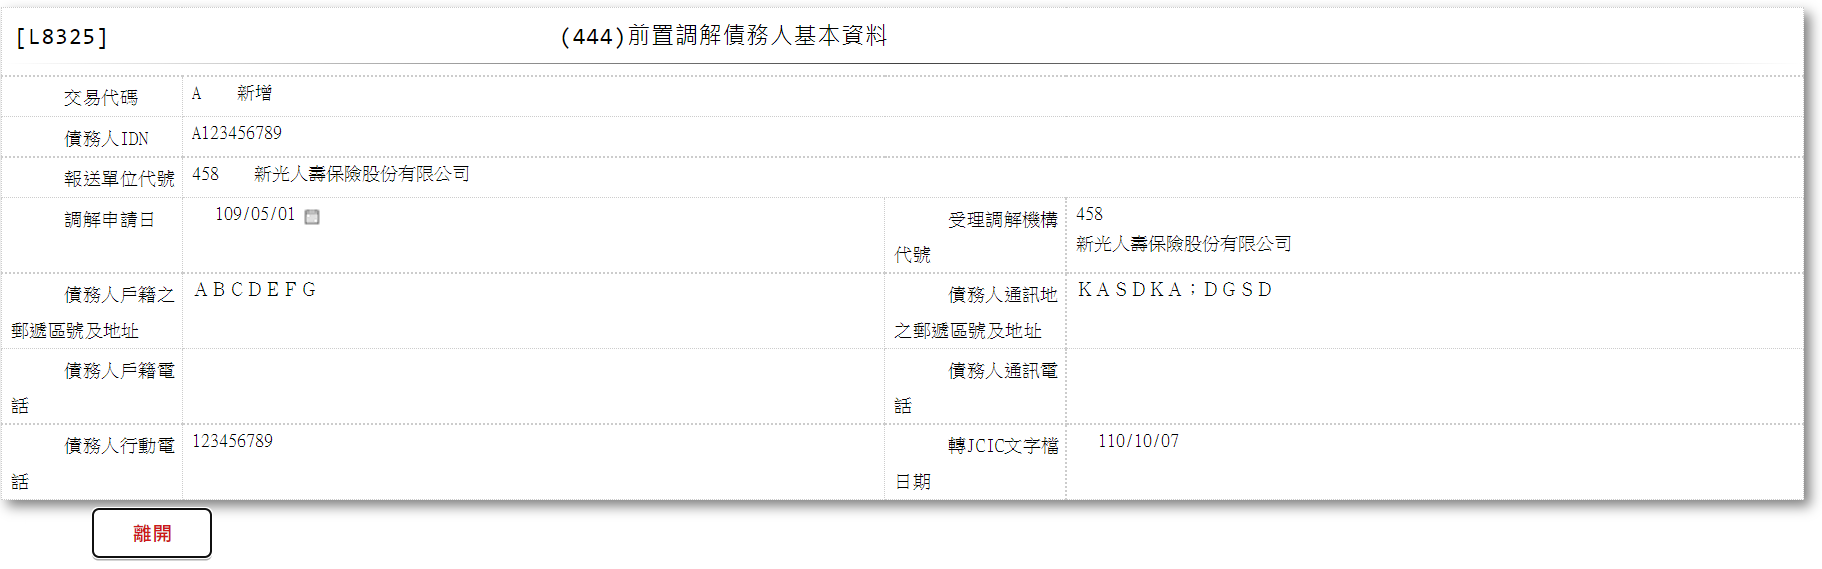 [L8325] (444)前置調解債務人基本資料
交易代碼 A 新增
債務人IDN A123456789
報送單位代號 458 新光人壽保險股份有限公司
調解申請日 109/05/01
受理調解機構
代號
458
新光人壽保險股份有限公司
債務人戶籍之
郵遞區號及地址
ＡＢＣＤＥＦＧ
債務人通訊地
之郵遞區號及地址
ＫＡＳＤＫＡ；ＤＧＳＤ
債務人戶籍電
話
債務人通訊電
話
債務人行動電
話
123456789
轉JCIC文字檔
日期
110/10/07
離開